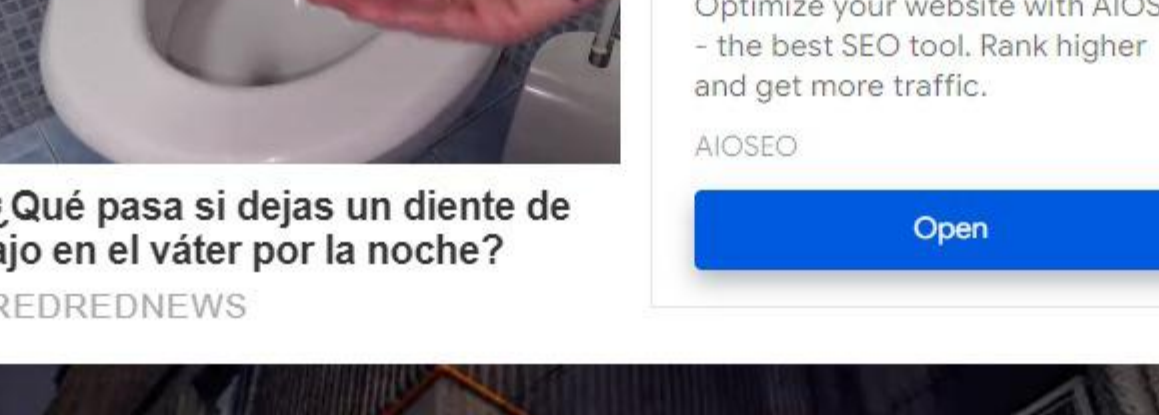 ¿Qué pasa si dejas un diente de
ajo en el váter por la noche?
REDREDNEWS
Optimize your website with AIOS
- the best SEO tool. Rank higher
and get more traffic.
AIOSEO
Open